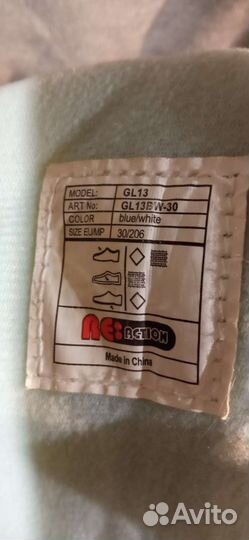 MODEL: GL13
ART No: GL13BW-30
COLOR blue/white
SIZE EU/MP 30/206
RE:ACTION
Made in China
Avito